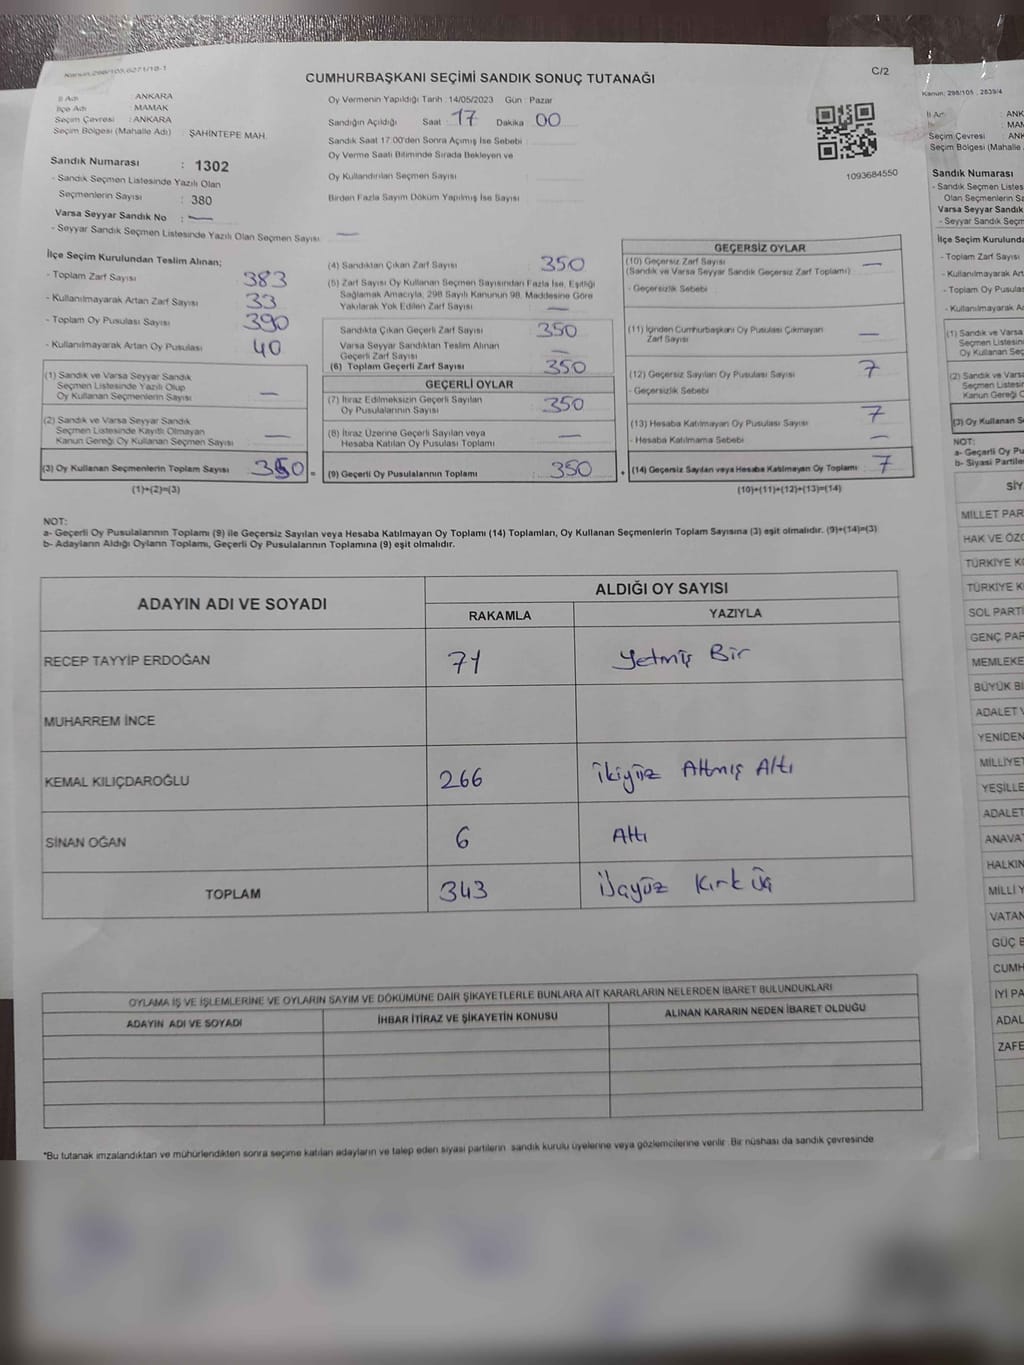 Kanun.298/105,6271/18-1
CUMHURBAŞKANI SEÇİMİ SANDIK SONUÇ TUTANAĞI
C/2
İl Adı : ANKARA
İlçe Adı : MAMAK
Seçim Çevresi : ANKARA
Seçim Bölgesi (Mahalle Adı) : ŞAHİNTEPE MAH.
Sandık Numarası : 1302
- Sandık Seçmen Listesinde Yazılı Olan
Seçmenlerin Sayısı : 380
Varsa Seyyar Sandık No : —
- Seyyar Sandık Seçmen Listesinde Yazılı Olan Seçmen Sayısı: —
Oy Vermenin Yapıldığı Tarih : 14/05/2023 Gün : Pazar
Sandığın Açıldığı Saat : 17 Dakika : 00
Sandık Saat 17:00'den Sonra Açımış İse Sebebi :
Oy Verme Saati Bitiminde Sırada Bekleyen ve
Oy Kullandırılan Seçmen Sayısı :
Birden Fazla Sayım Döküm Yapılmış İse Sayısı :
1093684550
İlçe Seçim Kurulundan Teslim Alınan;
- Toplam Zarf Sayısı : 383
- Kullanılmayarak Artan Zarf Sayısı : 33
- Toplam Oy Pusulası Sayısı : 390
- Kullanılmayarak Artan Oy Pusulası : 40
(1) Sandık ve Varsa Seyyar Sandık
Seçmen Listesinde Yazılı Olup
Oy Kullanan Seçmenlerin Sayısı : —
(2) Sandık ve Varsa Seyyar Sandık
Seçmen Listesinde Kayıtlı Olmayan
Kanun Gereği Oy Kullanan Seçmen Sayısı : —
(3) Oy Kullanan Seçmenlerin Toplam Sayısı : 350 =
(1)+(2)=(3)
(4) Sandıktan Çıkan Zarf Sayısı : 350
(5) Zarf Sayısı Oy Kullanan Seçmen Sayısından Fazla İse, Eşitliği
Sağlamak Amacıyla, 298 Sayılı Kanunun 98. Maddesine Göre
Yakılarak Yok Edilen Zarf Sayısı : —
Sandıkta Çıkan Geçerli Zarf Sayısı : 350
Varsa Seyyar Sandıktan Teslim Alınan
Geçerli Zarf Sayısı : —
(6) Toplam Geçerli Zarf Sayısı : 350
GEÇERLİ OYLAR
(7) İtiraz Edilmeksizin Geçerli Sayılan
Oy Pusulalarının Sayısı : 350
(8) İtiraz Üzerine Geçerli Sayılan veya
Hesaba Katılan Oy Pusulası Toplamı : —
(9) Geçerli Oy Pusulalarının Toplamı : 350 +
GEÇERSİZ OYLAR
(10) Geçersiz Zarf Sayısı : —
(Sandık ve Varsa Seyyar Sandık Geçersiz Zarf Toplamı)
- Geçersizlik Sebebi :
(11) İçinden Cumhurbaşkanı Oy Pusulası Çıkmayan
Zarf Sayısı : —
(12) Geçersiz Sayılan Oy Pusulası Sayısı : 7
- Geçersizlik Sebebi :
(13) Hesaba Katılmayan Oy Pusulası Sayısı : 7
- Hesaba Katılmama Sebebi : —
(14) Geçersiz Sayılan veya Hesaba Katılmayan Oy Toplamı : 7
(10)+(11)+(12)+(13)=(14)
NOT:
a- Geçerli Oy Pusulalarının Toplamı (9) ile Geçersiz Sayılan veya Hesaba Katılmayan Oy Toplamı (14) Toplamları, Oy Kullanan Seçmenlerin Toplam Sayısına (3) eşit olmalıdır. (9)+(14)=(3)
b- Adayların Aldığı Oyların Toplamı, Geçerli Oy Pusulalarının Toplamına (9) eşit olmalıdır.
ADAYIN ADI VE SOYADI
ALDIĞI OY SAYISI
RAKAMLA YAZIYLA
RECEP TAYYİP ERDOĞAN 71 Yetmiş Bir
MUHARREM İNCE
KEMAL KILIÇDAROĞLU 266 İkiyüz Altmış Altı
SİNAN OĞAN 6 Altı
TOPLAM 343 Üçyüz Kırk üç
OYLAMA İŞ VE İŞLEMLERİNE VE OYLARIN SAYIM VE DÖKÜMÜNE DAİR ŞİKAYETLERLE BUNLARA AİT KARARLARIN NELERDEN İBARET BULUNDUKLARI
ADAYIN ADI VE SOYADI
İHBAR İTİRAZ VE ŞİKAYETİN KONUSU
ALINAN KARARIN NEDEN İBARET OLDUĞU
*Bu tutanak imzalandıktan ve mühürlendikten sonra seçime katılan adayların ve talep eden siyasi partilerin sandık kurulu üyelerine veya gözlemcilerine verilir. Bir nüshası da sandık çevresinde
Kanun, 298/105 , 2839/4
İl Adı : ANK
: MAM
Seçim Çevresi : ANK
Seçim Bölgesi (Mahalle
Sandık Numarası
- Sandık Seçmen Listes
Olan Seçmenlerin Sa
Varsa Seyyar Sandık
- Seyyar Sandık Seçm
İlçe Seçim Kurulunda
- Toplam Zarf Sayısı
- Kullanılmayarak Arta
- Toplam Oy Pusulas
- Kullanılmayarak Arta
(1) Sandık ve Varsa
Seçmen Listesin
Oy Kullanan Seç
(2) Sandık ve Varsa
Seçmen Listesin
Kanun Gereği O
(3) Oy Kullanan S
NOT:
a- Geçerli Oy Pu
b- Siyasi Partile
SİY
MİLLET PAR
HAK VE ÖZG
TÜRKİYE KO
TÜRKİYE K
SOL PARTİ
GENÇ PAR
MEMLEKE
BÜYÜK Bİ
ADALET V
YENİDEN
MİLLİYET
YEŞİLLE
ADALET
ANAVA
HALKIN
MİLLİ Y
VATAN
GÜÇ B
CUMH
İYİ PA
ADAL
ZAFE